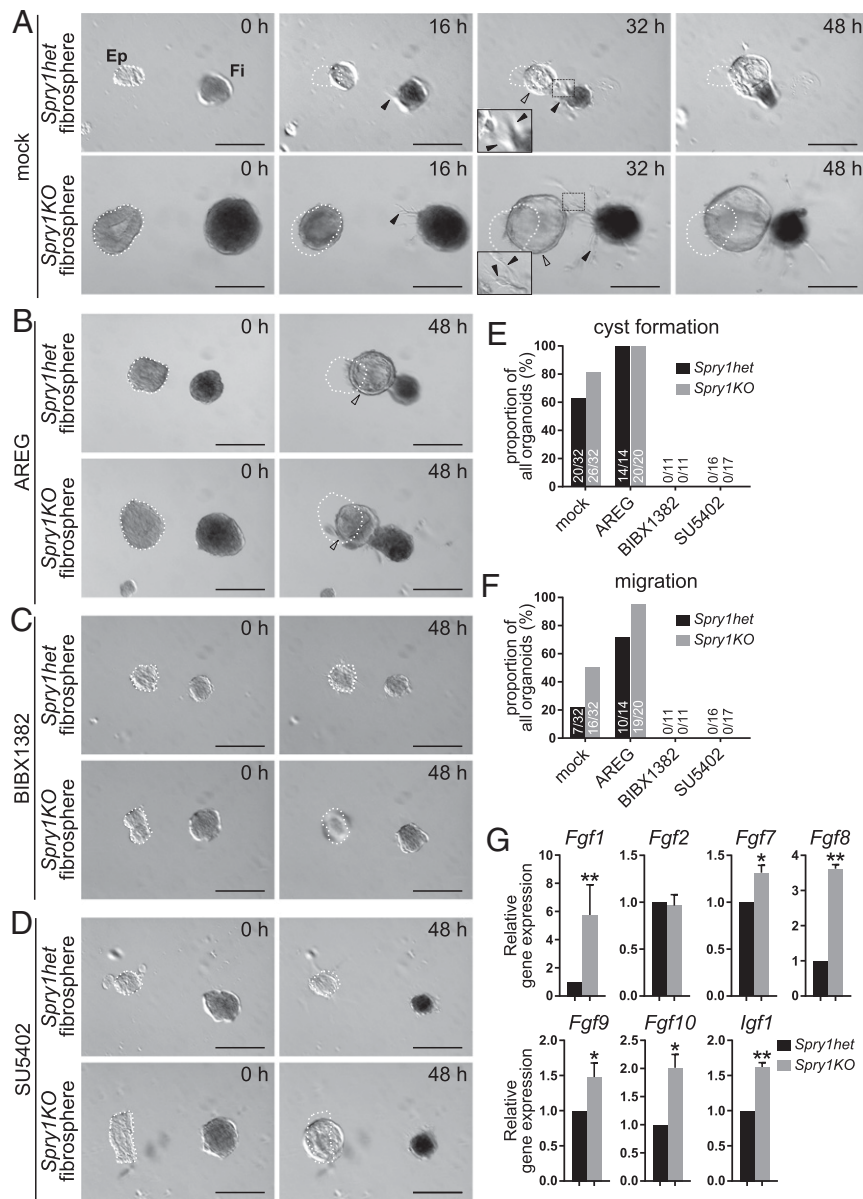 A
mock
Spry1het
fibrosphere
0 h
Ep
Fi
16 h
32 h
48 h
Spry1KO
fibrosphere
0 h
16 h
32 h
48 h
B
AREG
Spry1het
fibrosphere
0 h
48 h
Spry1KO
fibrosphere
0 h
48 h
C
BIBX1382
Spry1het
fibrosphere
0 h
48 h
Spry1KO
fibrosphere
0 h
48 h
D
SU5402
Spry1het
fibrosphere
0 h
48 h
Spry1KO
fibrosphere
0 h
48 h
E
cyst formation
proportion of
all organoids (%)
100
80
60
40
20
0
20/32
26/32
14/14
20/20
0/11
0/11
0/16
0/17
mock
AREG
BIBX1382
SU5402
Spry1het
Spry1KO
F
migration
proportion of
all organoids (%)
100
80
60
40
20
0
7/32
16/32
10/14
19/20
0/11
0/11
0/16
0/17
mock
AREG
BIBX1382
SU5402
Spry1het
Spry1KO
G
Relative
gene expression
Fgf1
10
8
6
4
2
0
**
Fgf2
1.5
1.0
0.5
0.0
Fgf7
1.5
1.0
0.5
0.0
*
Fgf8
4
3
2
1
0
**
Relative
gene expression
Fgf9
2.0
1.5
1.0
0.5
0.0
*
Fgf10
2.5
2.0
1.5
1.0
0.5
0.0
*
Igf1
2.0
1.5
1.0
0.5
0.0
**
Spry1het
Spry1KO